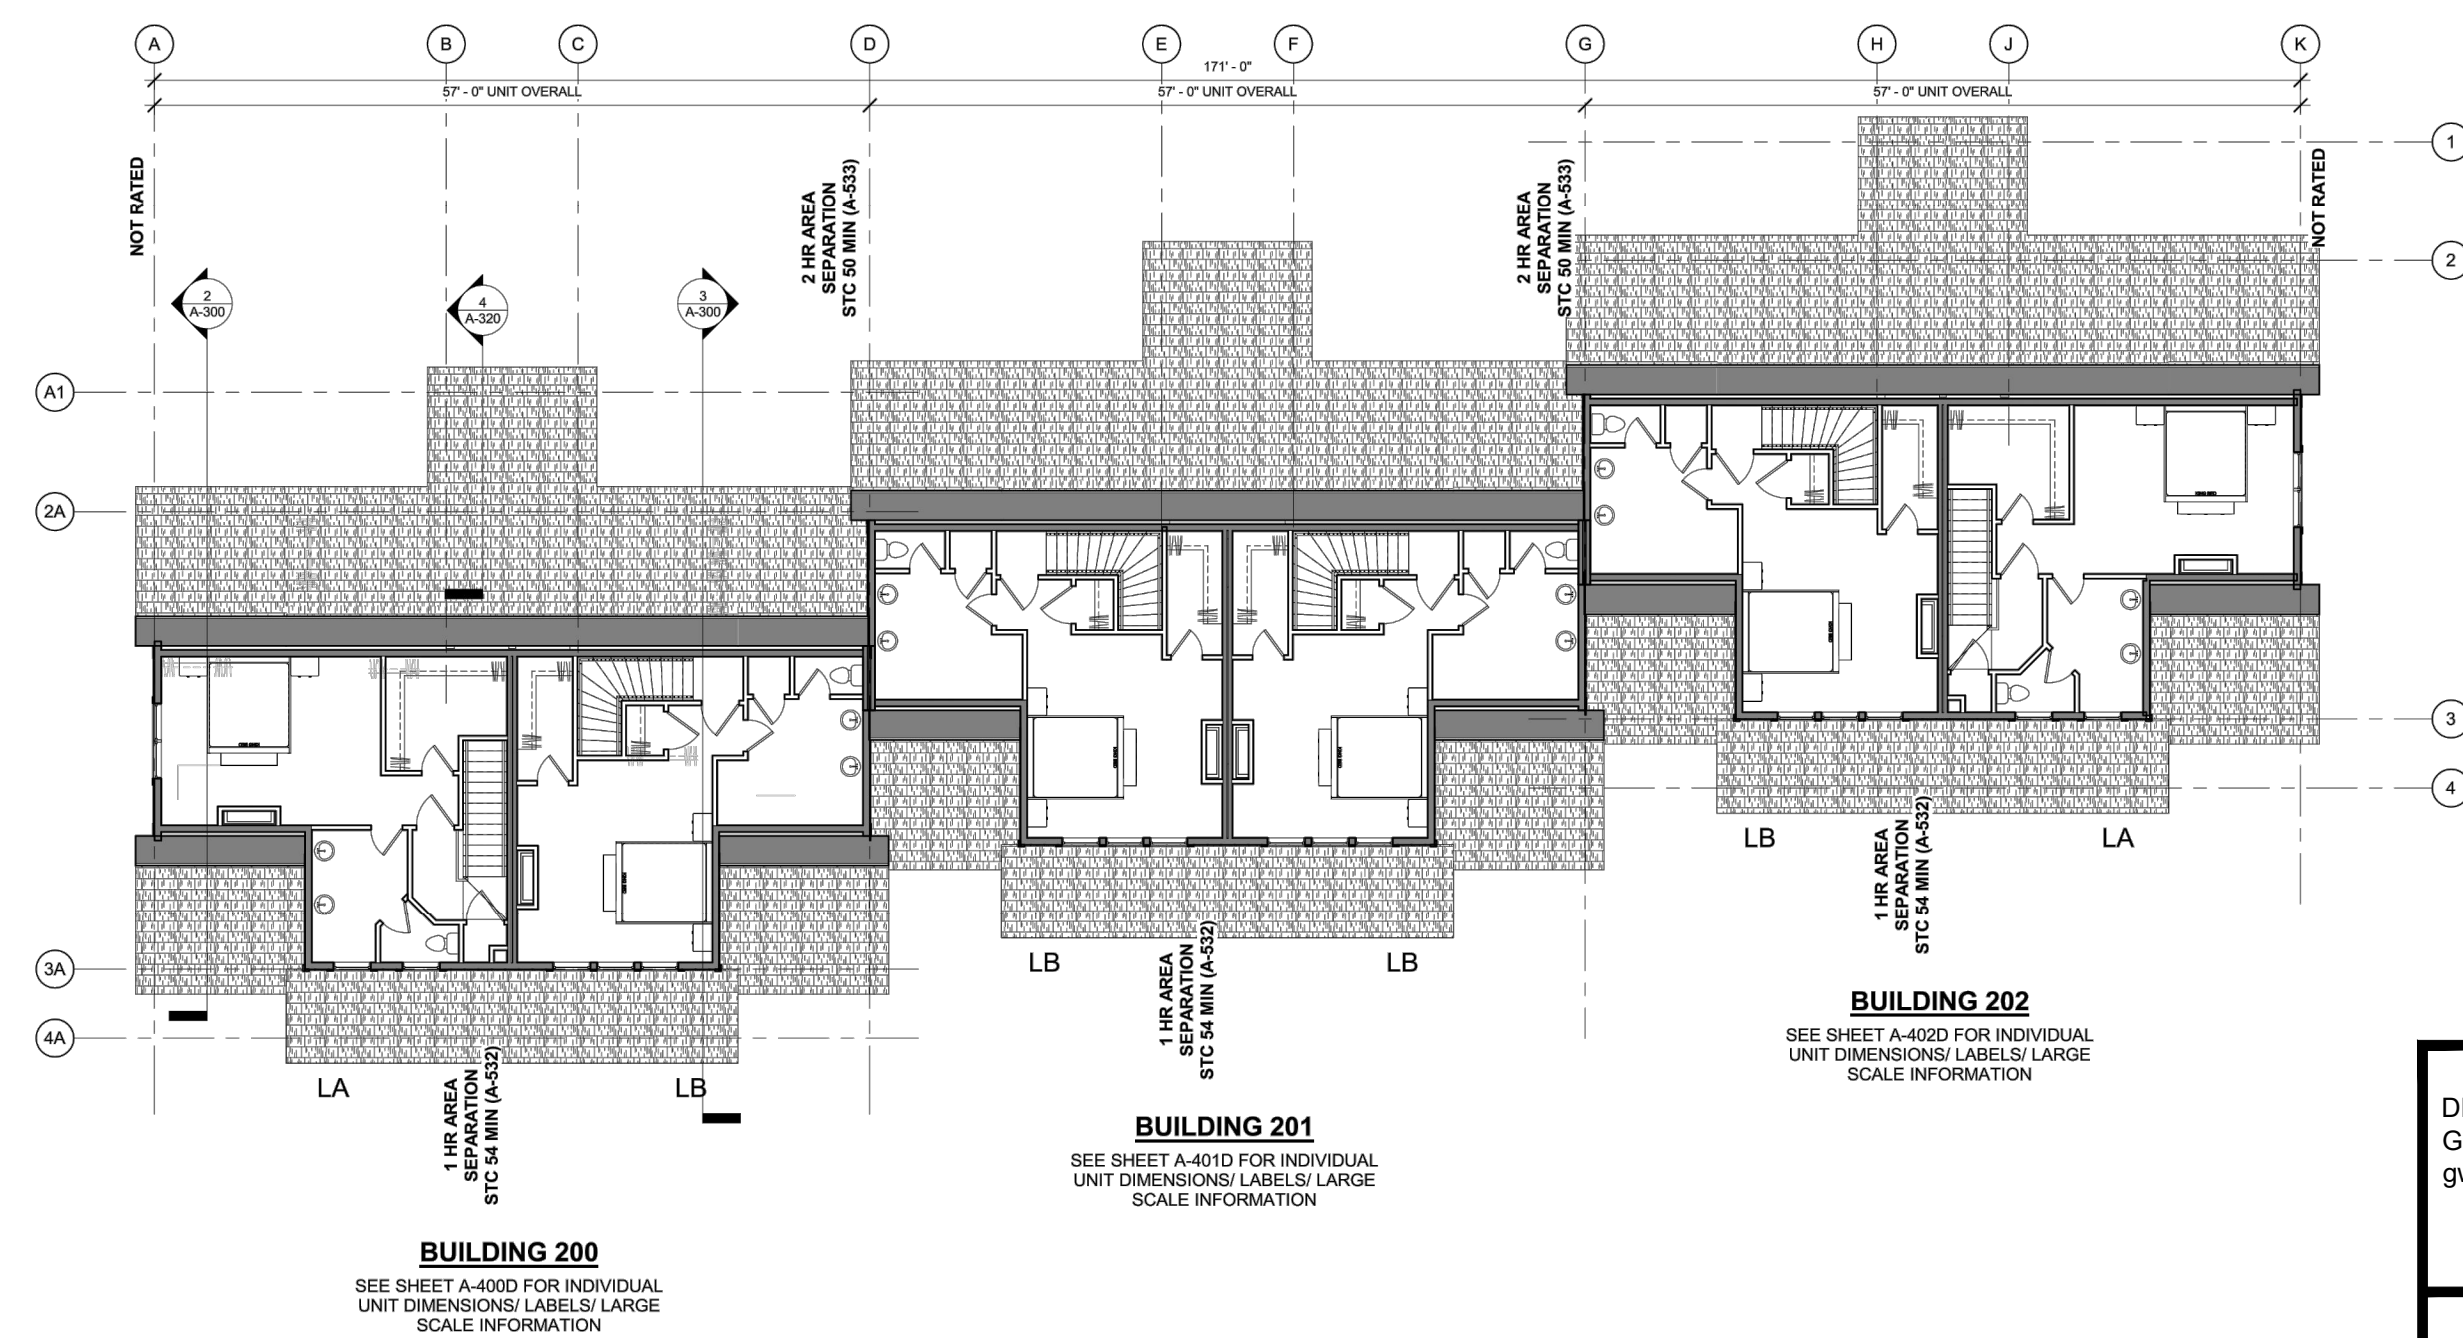 A
B
C
D
E
F
G
H
J
K
171' - 0"
57' - 0" UNIT OVERALL
57' - 0" UNIT OVERALL
57' - 0" UNIT OVERALL
1
2
3
4
A1
2A
3A
4A
NOT RATED
2 HR AREA
SEPARATION
STC 50 MIN (A-533)
2 HR AREA
SEPARATION
STC 50 MIN (A-533)
NOT RATED
2
A-300
4
A-320
3
A-300
LA
LB
1 HR AREA
SEPARATION
STC 54 MIN (A-532)
BUILDING 200
SEE SHEET A-400D FOR INDIVIDUAL
UNIT DIMENSIONS/ LABELS/ LARGE
SCALE INFORMATION
LB
LB
1 HR AREA
SEPARATION
STC 54 MIN (A-532)
BUILDING 201
SEE SHEET A-401D FOR INDIVIDUAL
UNIT DIMENSIONS/ LABELS/ LARGE
SCALE INFORMATION
LB
LA
1 HR AREA
SEPARATION
STC 54 MIN (A-532)
BUILDING 202
SEE SHEET A-402D FOR INDIVIDUAL
UNIT DIMENSIONS/ LABELS/ LARGE
SCALE INFORMATION